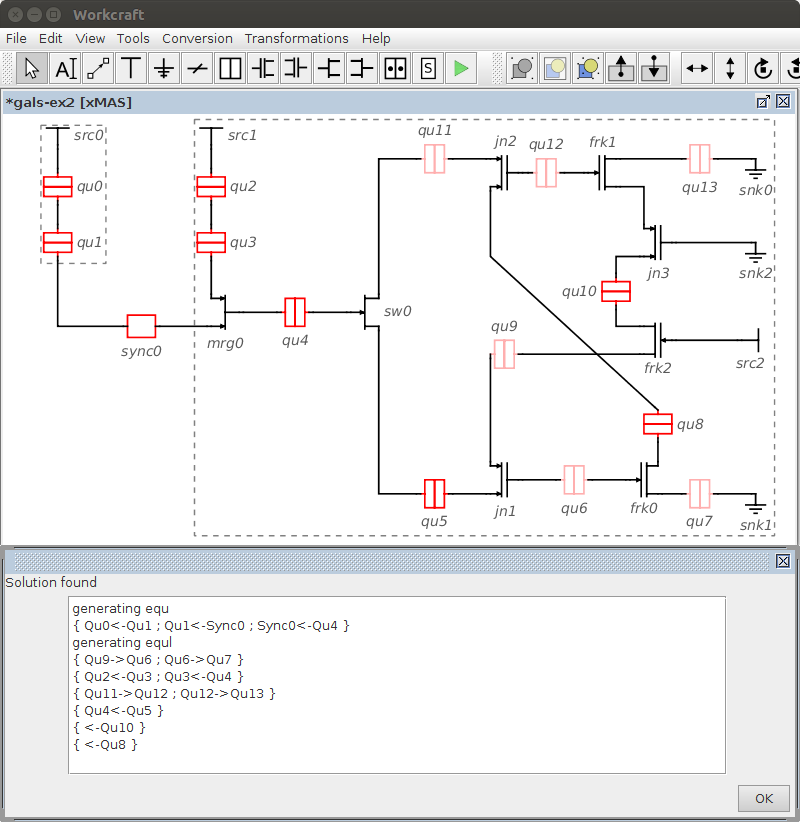 Workcraft
File Edit View Tools Conversion Transformations Help
S
*gals-ex2 [xMAS]
src0
src1
qu11
jn2
qu12
frk1
qu0
qu2
qu13
snk0
qu1
qu3
jn3
snk2
qu10
sw0
sync0
mrg0
qu4
qu9
frk2
src2
qu8
qu5
jn1
qu6
frk0
qu7
snk1
Solution found
generating equ
{ Qu0<-Qu1 ; Qu1<-Sync0 ; Sync0<-Qu4 }
generating equl
{ Qu9->Qu6 ; Qu6->Qu7 }
{ Qu2<-Qu3 ; Qu3<-Qu4 }
{ Qu11->Qu12 ; Qu12->Qu13 }
{ Qu4<-Qu5 }
{ <-Qu10 }
{ <-Qu8 }
OK